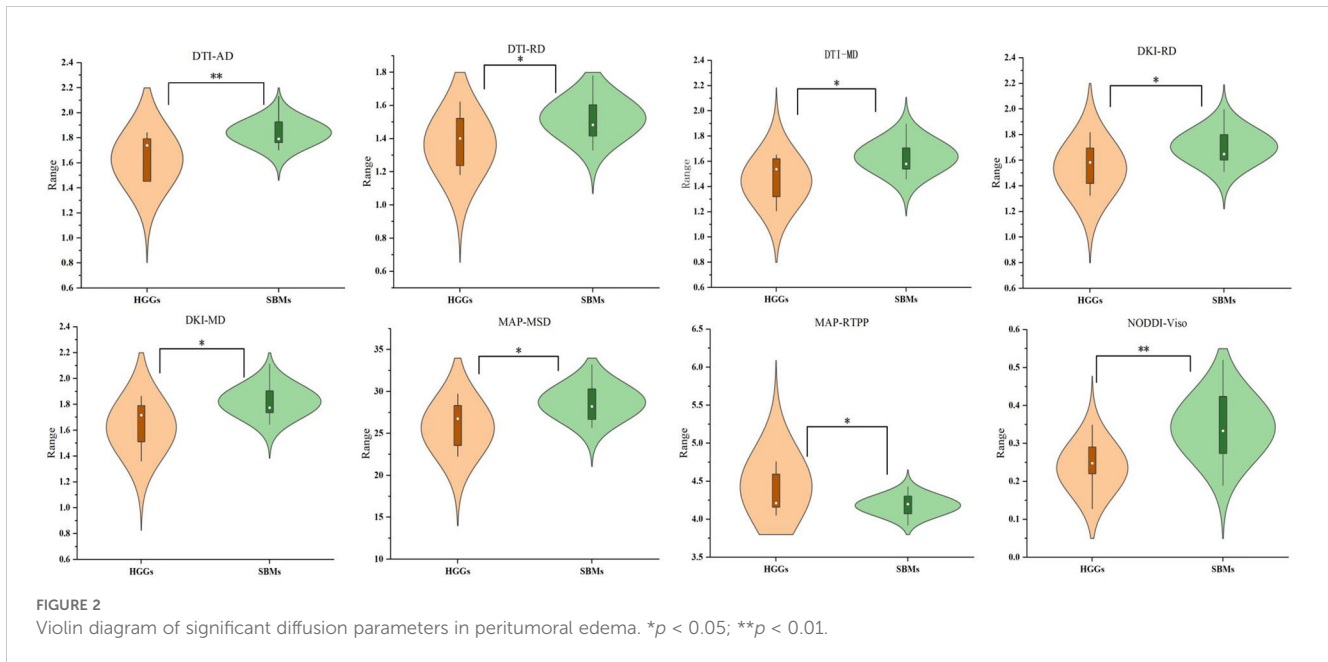 DTI-AD
**
2.4
2.2
2.0
1.8
1.6
1.4
1.2
1.0
0.8
0.6
Range
HGGs SBMs
DTI-RD
*
1.8
1.6
1.4
1.2
1.0
0.8
0.6
Range
HGGs SBMs
DTI-MD
*
2.4
2.2
2.0
1.8
1.6
1.4
1.2
1.0
0.8
0.6
Range
HGGs SBMs
DKI-RD
*
2.4
2.2
2.0
1.8
1.6
1.4
1.2
1.0
0.8
0.6
Range
HGGs SBMs
DKI-MD
*
2.4
2.2
2.0
1.8
1.6
1.4
1.2
1.0
0.8
0.6
Range
HGGs SBMs
MAP-MSD
*
35
30
25
20
15
10
Range
HGGs SBMs
MAP-RTPP
*
6.5
6.0
5.5
5.0
4.5
4.0
3.5
Range
HGGs SBMs
NODDI-Viso
**
0.6
0.5
0.4
0.3
0.2
0.1
0.0
Range
HGGs SBMs
FIGURE 2
Violin diagram of significant diffusion parameters in peritumoral edema. *p < 0.05; **p < 0.01.